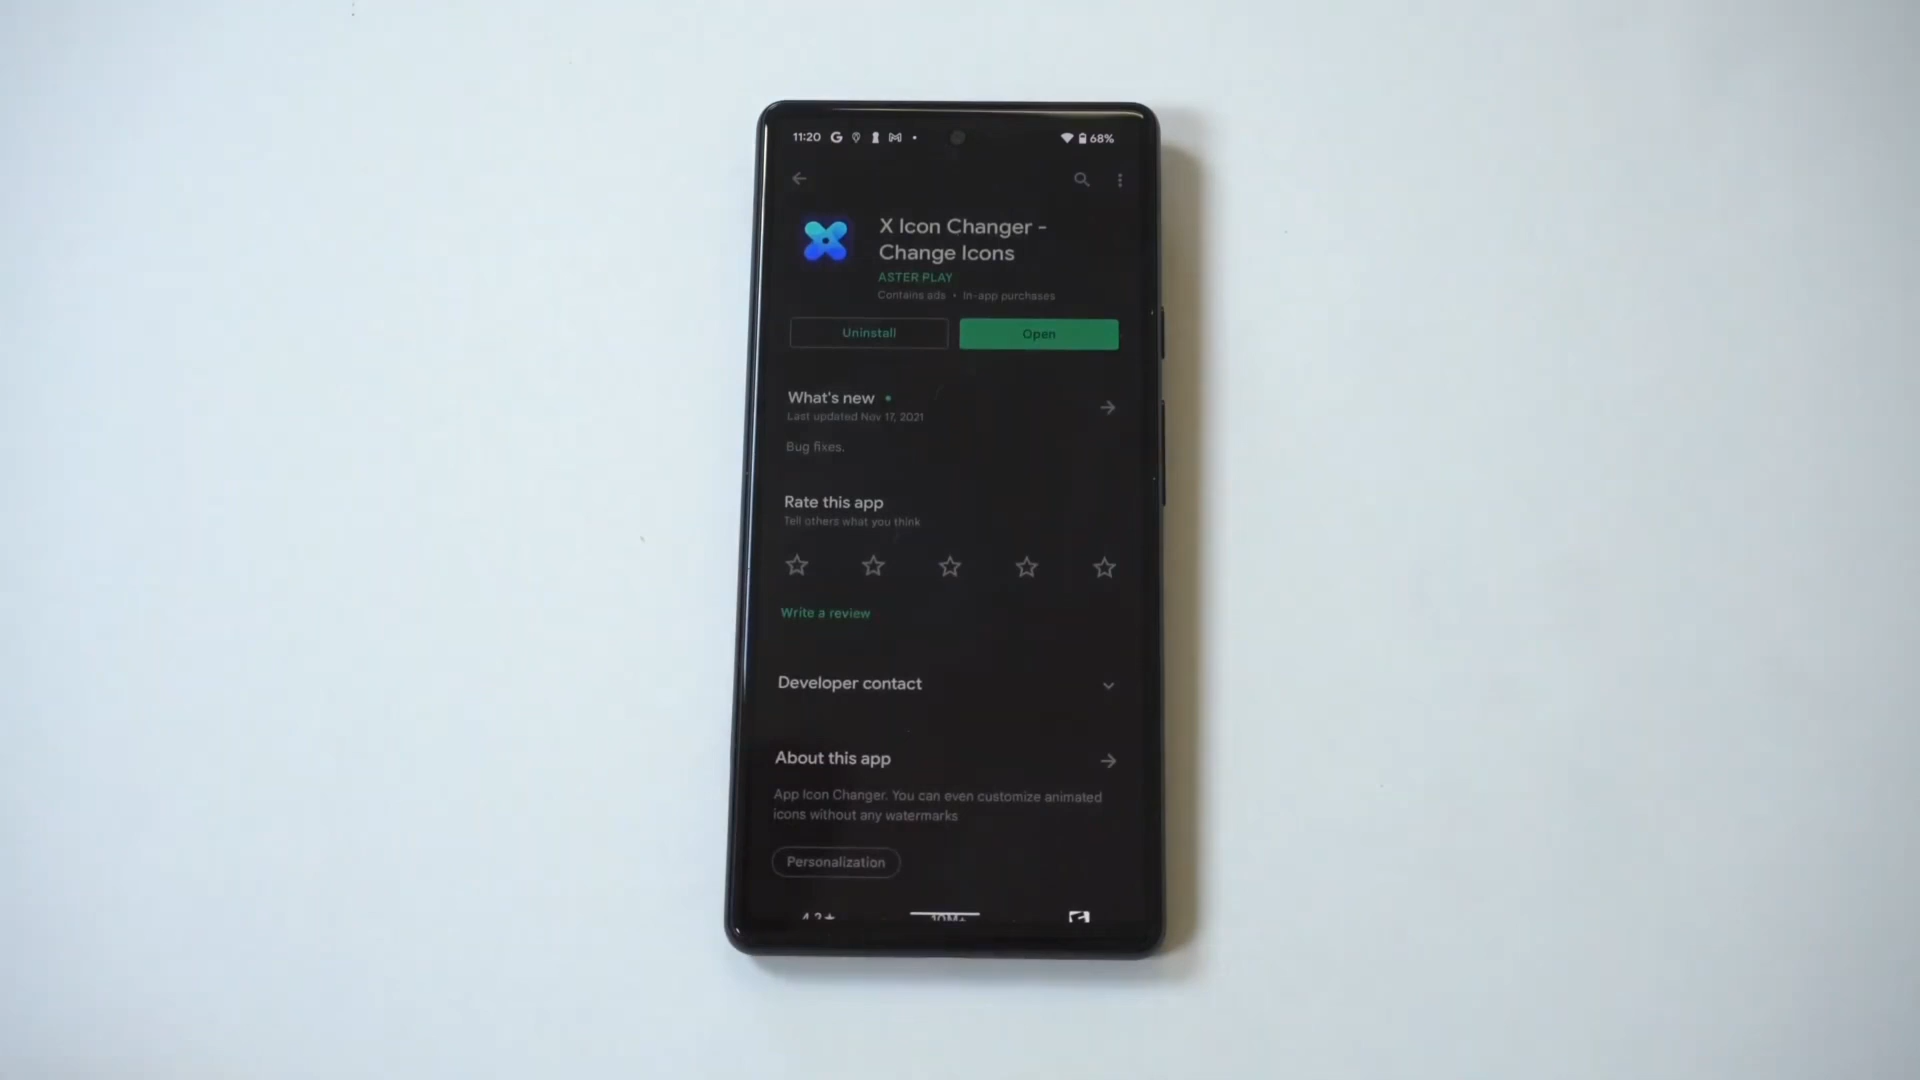 11:20 G 68%
X Icon Changer -
Change Icons
ASTER PLAY
Contains ads • In-app purchases
Uninstall Open
What's new •
Last updated Nov 17, 2021
Bug fixes.
Rate this app
Tell others what you think
Write a review
Developer contact
About this app
App Icon Changer. You can even customize animated
icons without any watermarks
Personalization